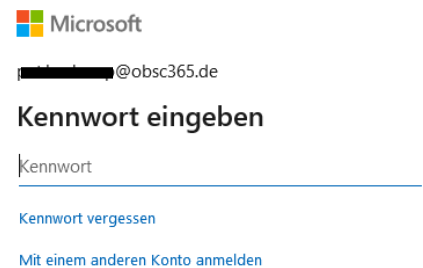 Microsoft
@obsc365.de
Kennwort eingeben
Kennwort
Kennwort vergessen
Mit einem anderen Konto anmelden